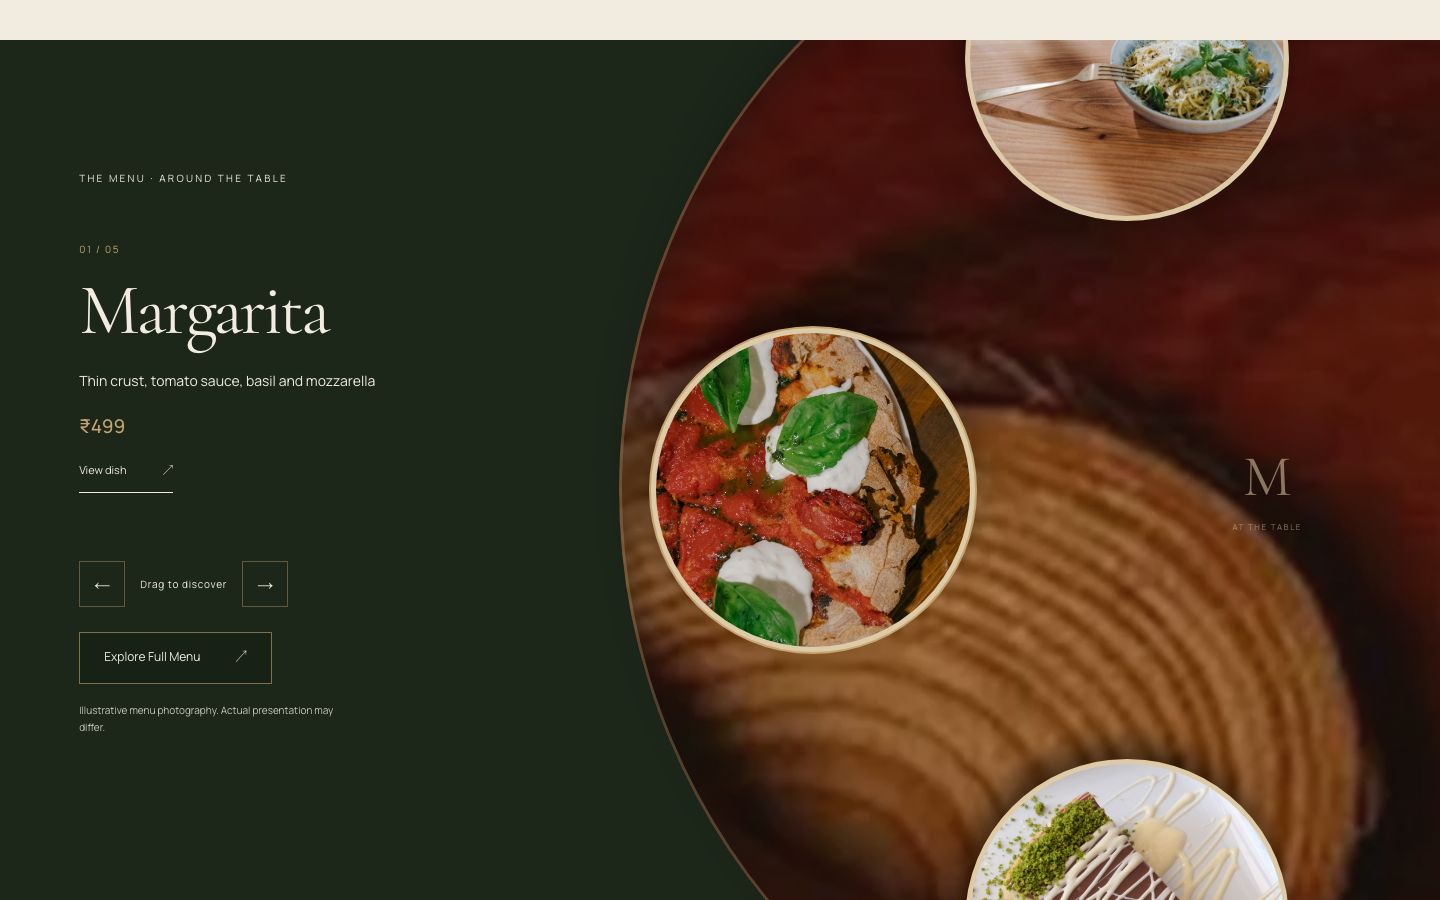 THE MENU · AROUND THE TABLE
01 / 05
Margarita
Thin crust, tomato sauce, basil and mozzarella
₹499
View dish ↗
← Drag to discover →
Explore Full Menu ↗
Illustrative menu photography. Actual presentation may
differ.
M
AT THE TABLE